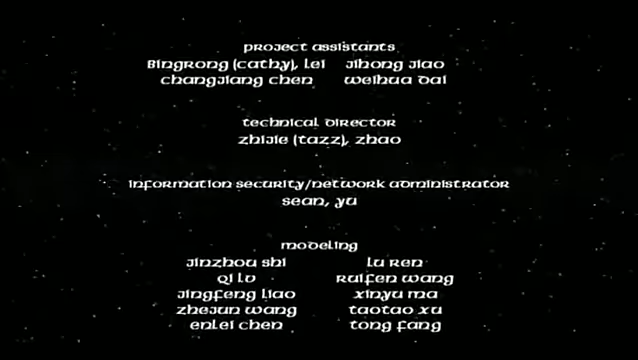 project assistants
Bingrong (cathy), Lei Jihong Jiao
changjiang chen weihua dai
technical director
zhijie (tazz), zhao
information security/network administrator
sean, yu
modeling
jinzhou shi lu ren
qi lv ruifen wang
jingfeng liao xinyu ma
zhejun wang taotao xu
enlei chen tong fang